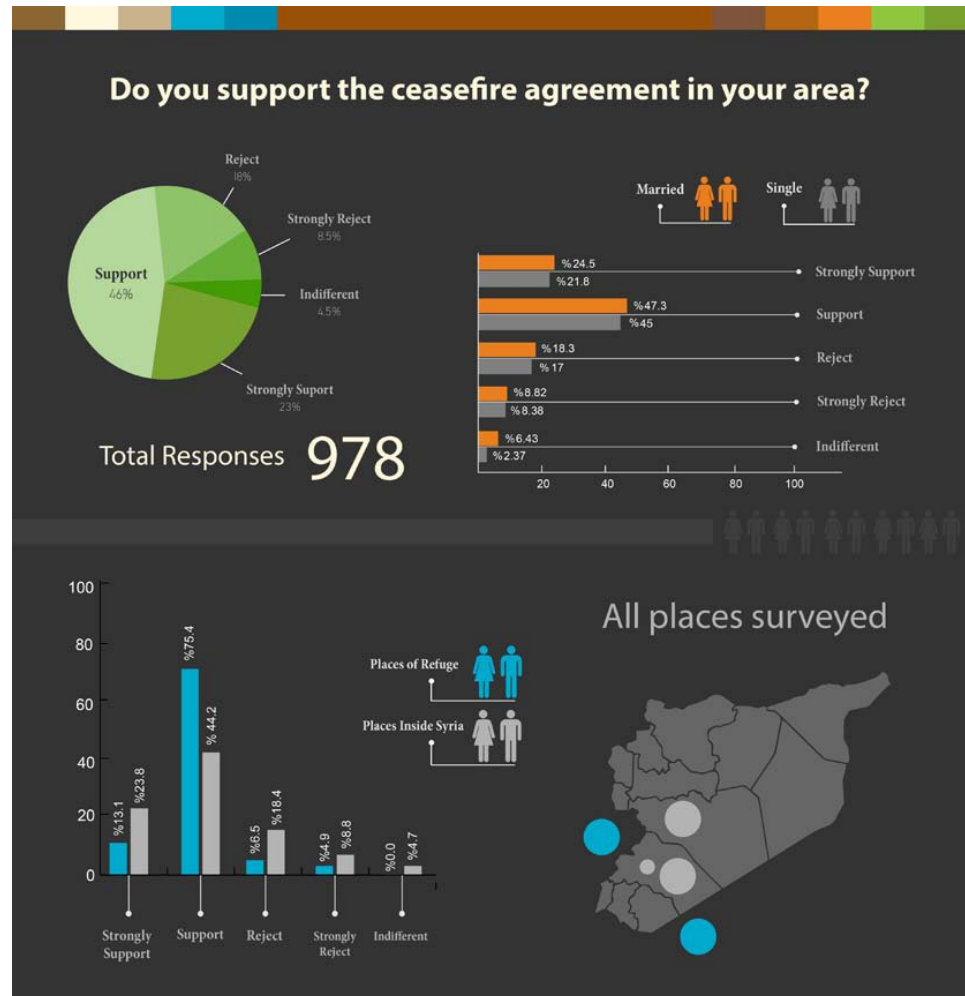 Do you support the ceasefire agreement in your area?
Reject
18%
Strongly Reject
8.5%
Support
46%
Indifferent
4.5%
Strongly Suport
23%
Total Responses 978
Married
Single
%24.5
%21.8
Strongly Support
%47.3
%45
Support
%18.3
%17
Reject
%8.82
%8.38
Strongly Reject
%6.43
%2.37
Indifferent
20 40 60 80 100
All places surveyed
100
80
60
40
20
0
%13.1
%23.8
%75.4
% 44.2
%6.5
%18.4
%4.9
%8.8
%0.0
%4.7
Strongly
Support
Support
Reject
Strongly
Reject
Indifferent
Places of Refuge
Places Inside Syria